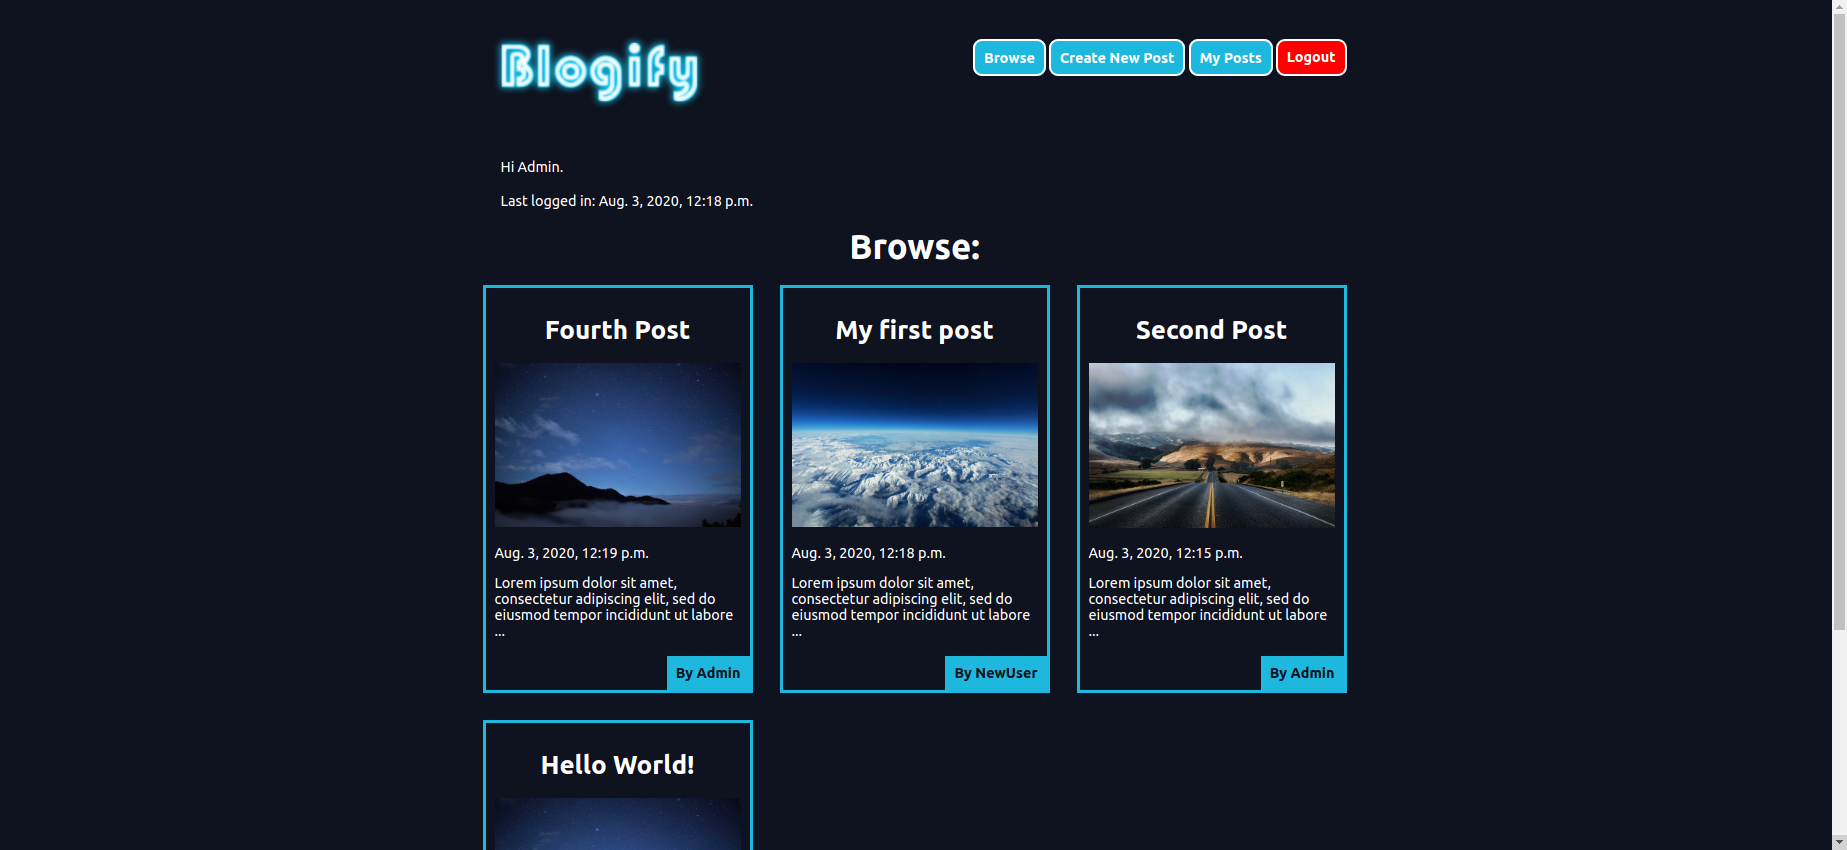 Blogify
Browse
Create New Post
My Posts
Logout
Hi Admin.
Last logged in: Aug. 3, 2020, 12:18 p.m.
Browse:
Fourth Post
Aug. 3, 2020, 12:19 p.m.
Lorem ipsum dolor sit amet,
consectetur adipiscing elit, sed do
eiusmod tempor incididunt ut labore
...
By Admin
My first post
Aug. 3, 2020, 12:18 p.m.
Lorem ipsum dolor sit amet,
consectetur adipiscing elit, sed do
eiusmod tempor incididunt ut labore
...
By NewUser
Second Post
Aug. 3, 2020, 12:15 p.m.
Lorem ipsum dolor sit amet,
consectetur adipiscing elit, sed do
eiusmod tempor incididunt ut labore
...
By Admin
Hello World!